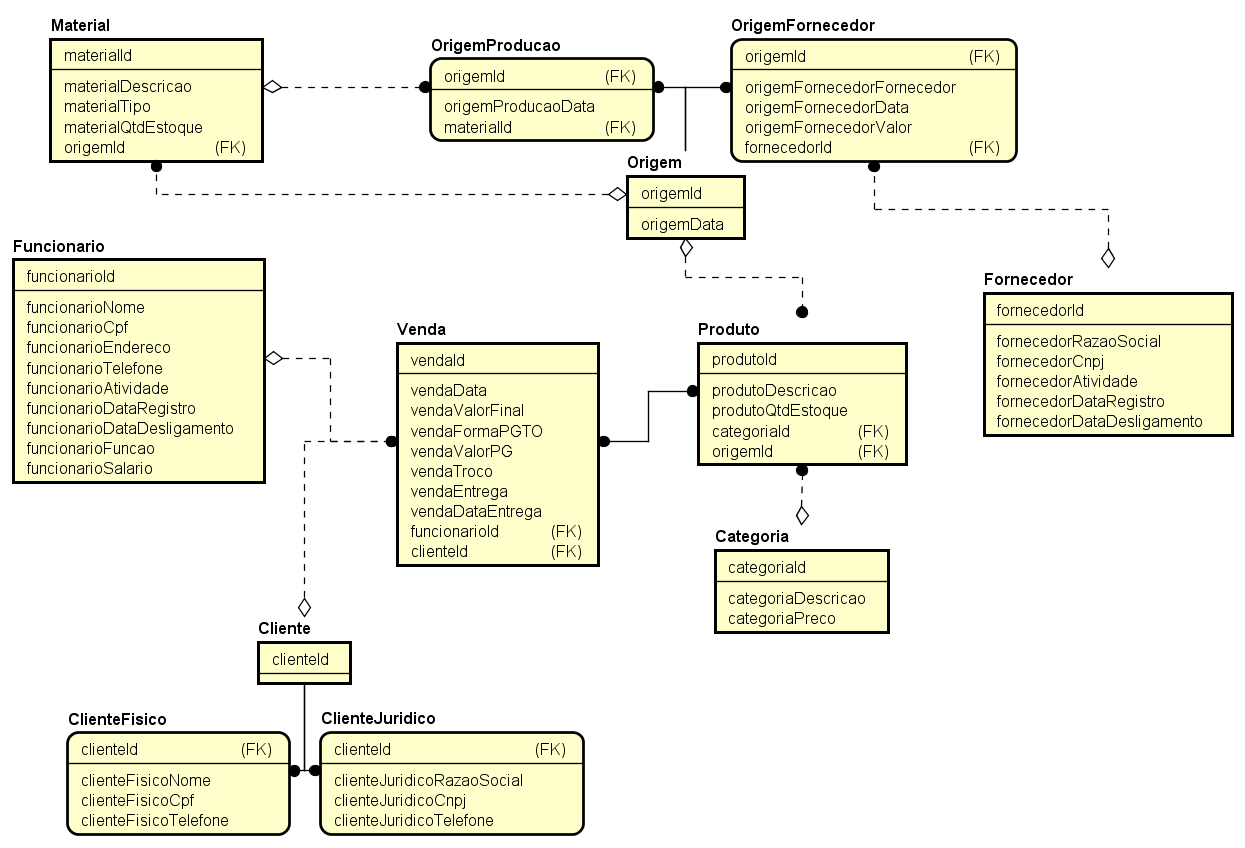 Material
materialId
materialDescricao
materialTipo
materialQtdEstoque
origemId (FK)
OrigemProducao
origemId (FK)
origemProducaoData
materialId (FK)
OrigemFornecedor
origemId (FK)
origemFornecedorFornecedor
origemFornecedorData
origemFornecedorValor
fornecedorId (FK)
Origem
origemId
origemData
Funcionario
funcionarioId
funcionarioNome
funcionarioCpf
funcionarioEndereco
funcionarioTelefone
funcionarioAtividade
funcionarioDataRegistro
funcionarioDataDesligamento
funcionarioFuncao
funcionarioSalario
Venda
vendaId
vendaData
vendaValorFinal
vendaFormaPGTO
vendaValorPG
vendaTroco
vendaEntrega
vendaDataEntrega
funcionarioId (FK)
clienteId (FK)
Produto
produtoId
produtoDescricao
produtoQtdEstoque
categoriaId (FK)
origemId (FK)
Fornecedor
fornecedorId
fornecedorRazaoSocial
fornecedorCnpj
fornecedorAtividade
fornecedorDataRegistro
fornecedorDataDesligamento
Categoria
categoriaId
categoriaDescricao
categoriaPreco
Cliente
clienteId
ClienteFisico
clienteId (FK)
clienteFisicoNome
clienteFisicoCpf
clienteFisicoTelefone
ClienteJuridico
clienteId (FK)
clienteJuridicoRazaoSocial
clienteJuridicoCnpj
clienteJuridicoTelefone